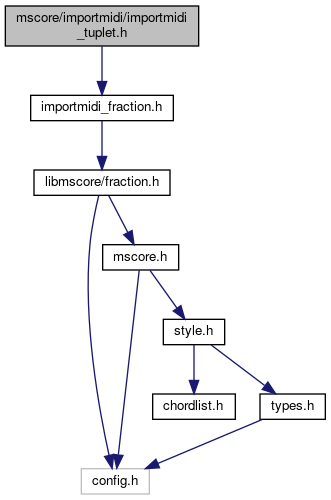 mscore/importmidi/importmidi
_tuplet.h
importmidi_fraction.h
libmscore/fraction.h
mscore.h
style.h
chordlist.h
types.h
config.h